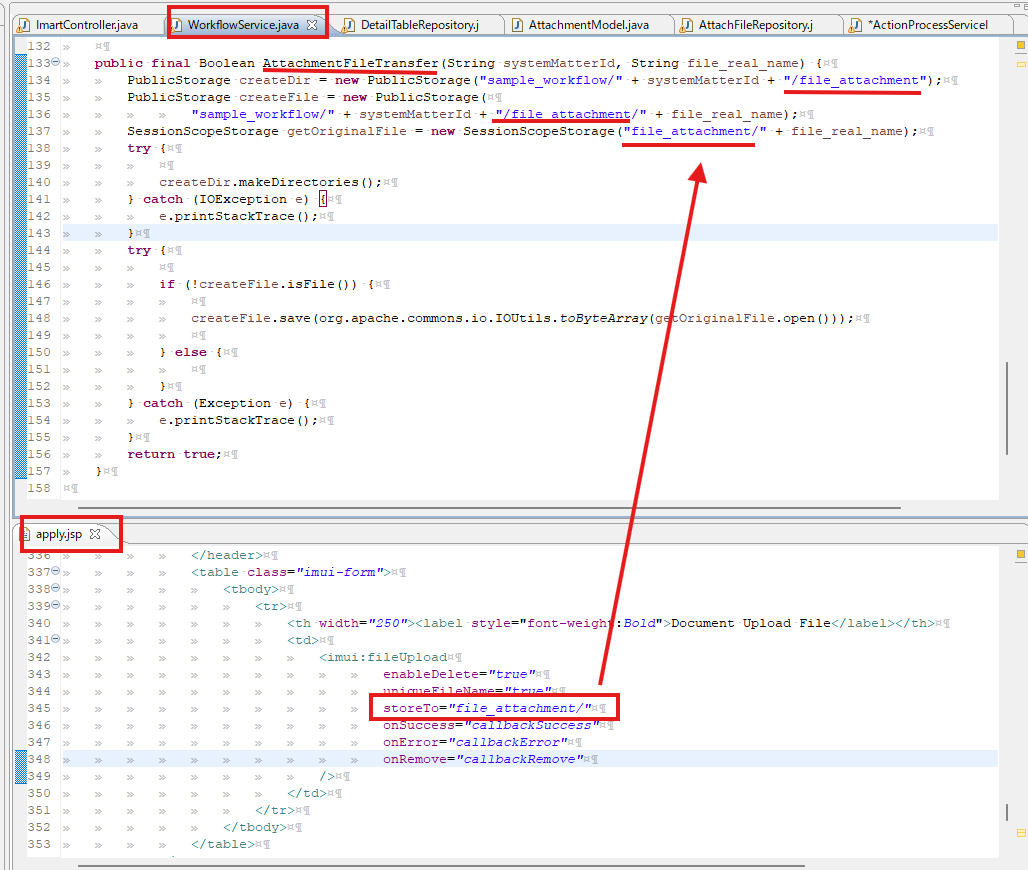 ImartController.java WorkflowService.java DetailTableRepository.j AttachmentModel.java AttachFileRepository.j *ActionProcessServiceI
132
133 public final Boolean AttachmentFileTransfer(String systemMatterId, String file_real_name) {
134 PublicStorage createDir = new PublicStorage("sample_workflow/" + systemMatterId + "/file_attachment");
135 PublicStorage createFile = new PublicStorage(
136 "sample_workflow/" + systemMatterId + "/file_attachment/" + file_real_name);
137 SessionScopeStorage getOriginalFile = new SessionScopeStorage("file_attachment/" + file_real_name);
138 try {
139
140 createDir.makeDirectories();
141 } catch (IOException e) {
142 e.printStackTrace();
143 }
144 try {
145
146 if (!createFile.isFile()) {
147
148 createFile.save(org.apache.commons.io.IOUtils.toByteArray(getOriginalFile.open()));
149
150 } else {
151
152 }
153 } catch (Exception e) {
154 e.printStackTrace();
155 }
156 return true;
157 }
158
apply.jsp
336 </header>
337 <table class="imui-form">
338 <tbody>
339 <tr>
340 <th width="250"><label style="font-weight:Bold">Document Upload File</label></th>
341 <td>
342 <imui:fileUpload
343 enableDelete="true"
344 uniqueFileName="true"
345 storeTo="file_attachment/"
346 onSuccess="callbackSuccess"
347 onError="callbackError"
348 onRemove="callbackRemove"
349 />
350 </td>
351 </tr>
352 </tbody>
353 </table>